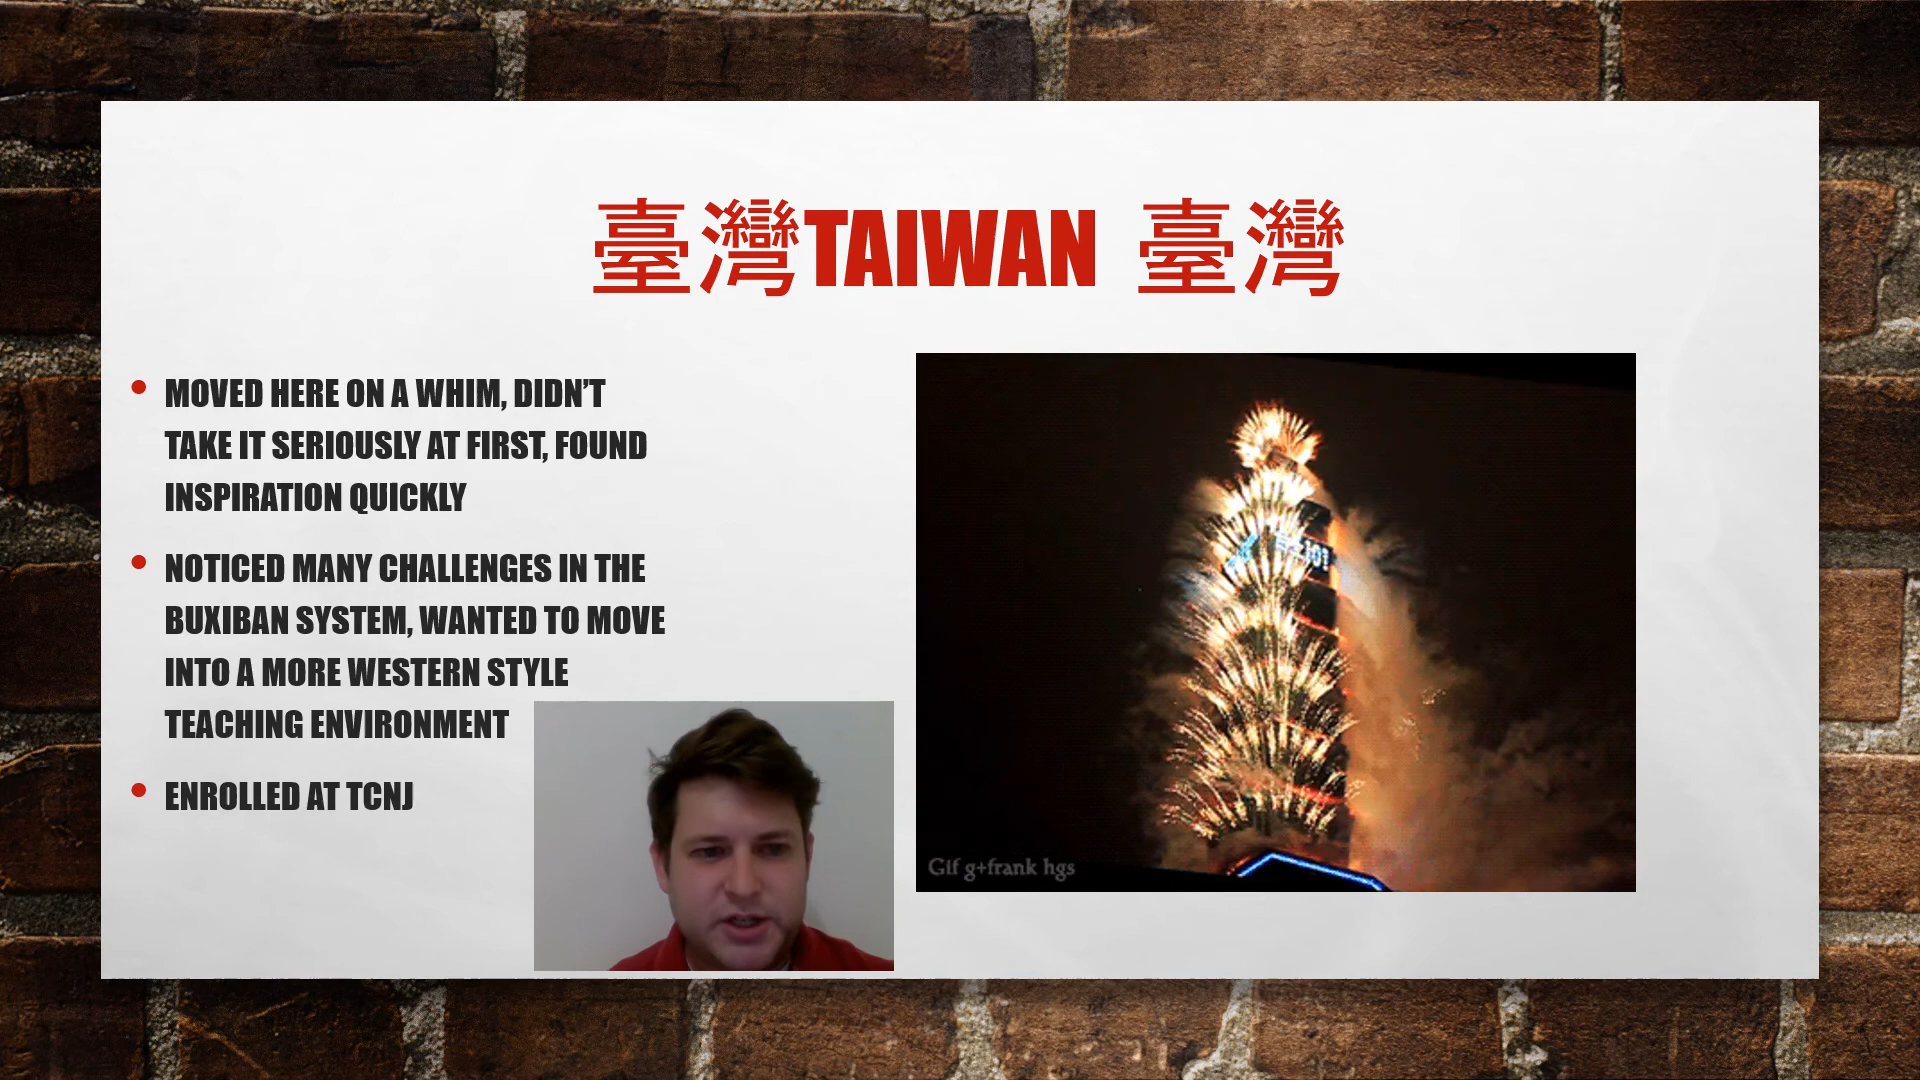 臺灣TAIWAN 臺灣
MOVED HERE ON A WHIM, DIDN’T
TAKE IT SERIOUSLY AT FIRST, FOUND
INSPIRATION QUICKLY
NOTICED MANY CHALLENGES IN THE
BUXIBAN SYSTEM, WANTED TO MOVE
INTO A MORE WESTERN STYLE
TEACHING ENVIRONMENT
ENROLLED AT TCNJ
101
Gif g+frank hgs